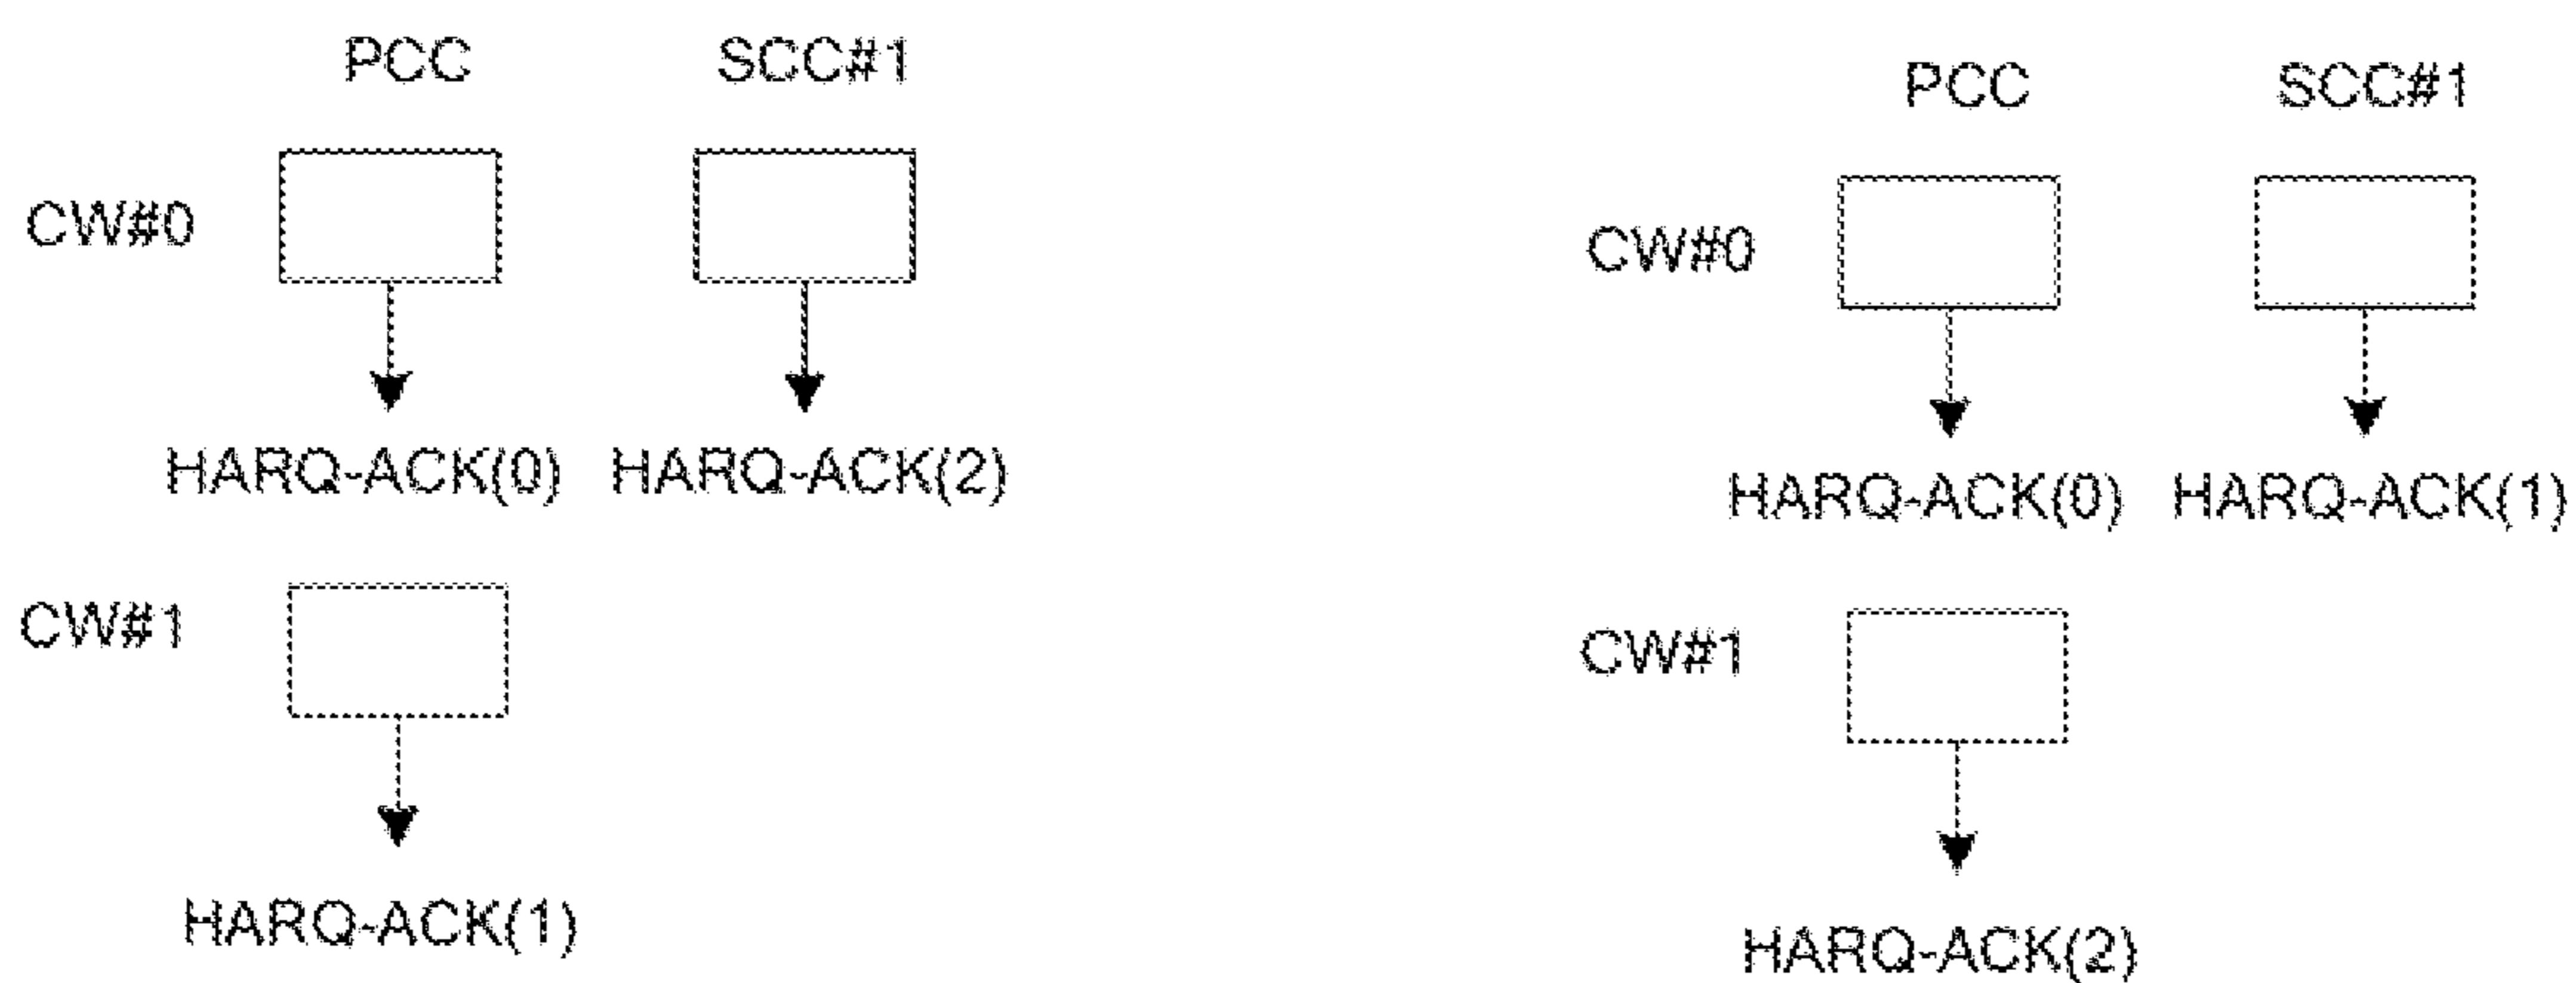 PCC SCC#1
CW#0
HARQ-ACK(0) HARQ-ACK(2)
CW#1
HARQ-ACK(1)
PCC SCC#1
CW#0
HARQ-ACK(0) HARQ-ACK(1)
CW#1
HARQ-ACK(2)